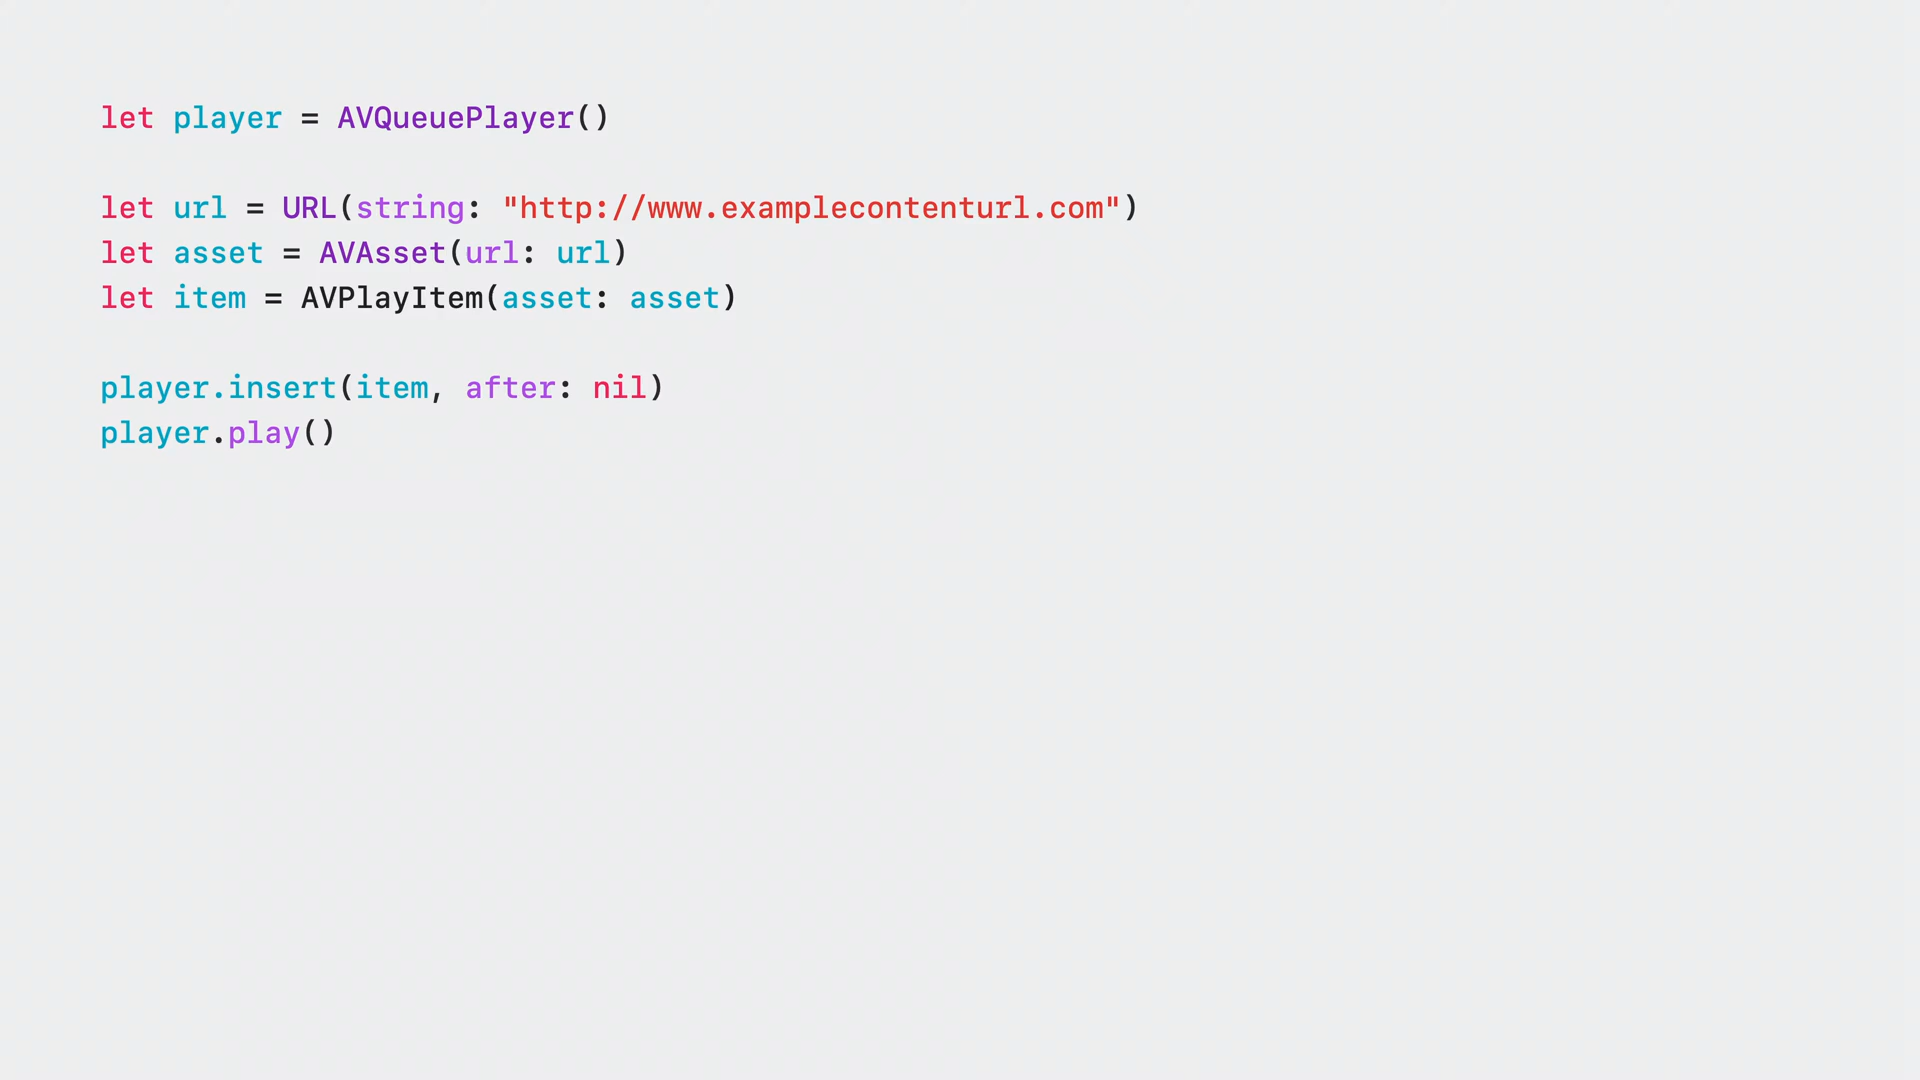 let player = AVQueuePlayer()
let url = URL(string: "http://www.examplecontenturl.com")
let asset = AVAsset(url: url)
let item = AVPlayItem(asset: asset)
player.insert(item, after: nil)
player.play()